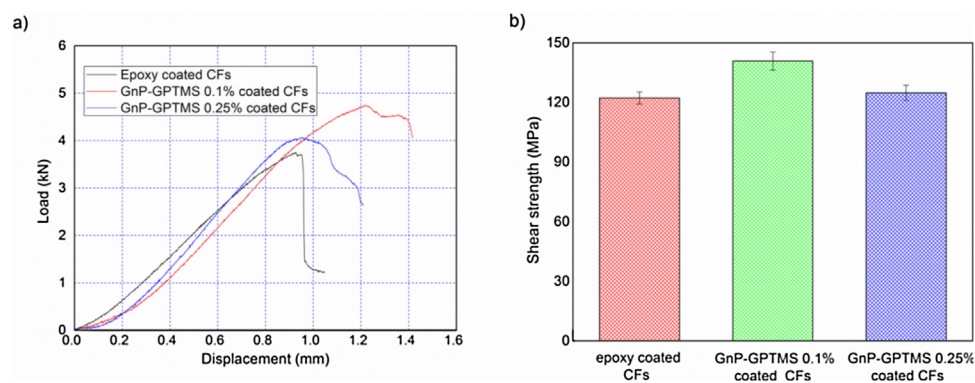 a)
6
5
4
3
2
1
0
Load (kN)
Epoxy coated CFs
GnP-GPTMS 0.1% coated CFs
GnP-GPTMS 0.25% coated CFs
0.0 0.2 0.4 0.6 0.8 1.0 1.2 1.4 1.6
Displacement (mm)
b)
150
120
90
60
30
0
Shear strength (MPa)
epoxy coated GnP-GPTMS 0.1% GnP-GPTMS 0.25%
CFs coated CFs coated CFs